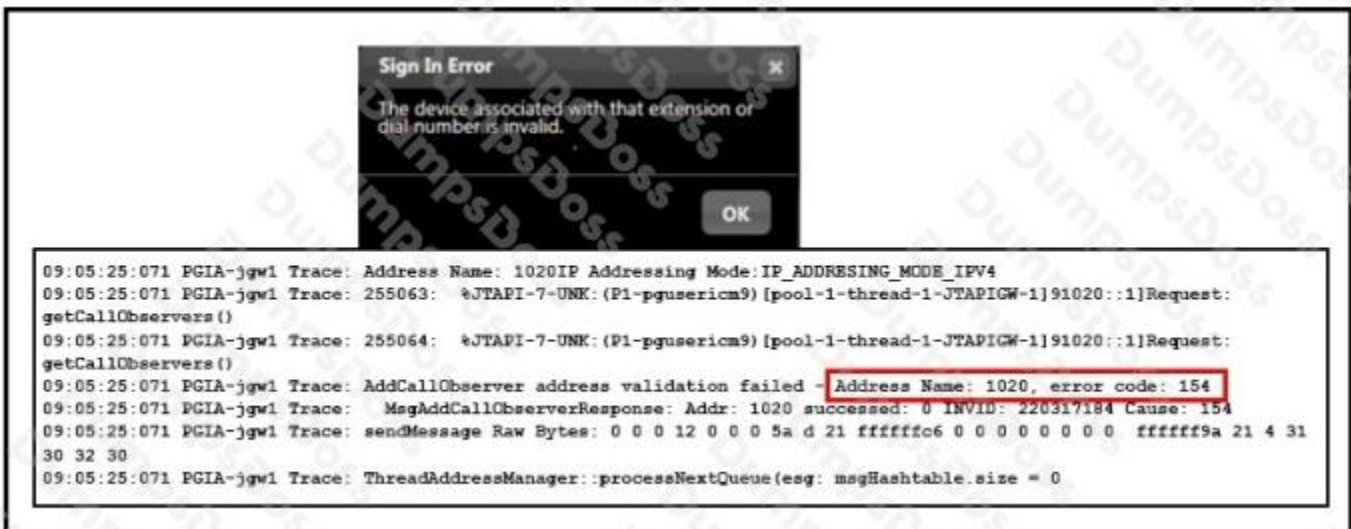 Sign In Error
x
The device associated with that extension or
dial number is invalid.
OK
09:05:25:071 PGIA-jgw1 Trace: Address Name: 1020IP Addressing Mode:IP_ADDRESING_MODE_IPV4
09:05:25:071 PGIA-jgw1 Trace: 255063: %JTAPI-7-UNK:(P1-pgusericm9)[pool-1-thread-1-JTAPIGW-1]91020::1]Request:
getCallObservers()
09:05:25:071 PGIA-jgw1 Trace: 255064: %JTAPI-7-UNK:(P1-pgusericm9)[pool-1-thread-1-JTAPIGW-1]91020::1]Request:
getCallObservers()
09:05:25:071 PGIA-jgw1 Trace: AddCallObserver address validation failed - Address Name: 1020, error code: 154
09:05:25:071 PGIA-jgw1 Trace: MsgAddCallObserverResponse: Addr: 1020 successed: 0 INVID: 220317184 Cause: 154
09:05:25:071 PGIA-jgw1 Trace: sendMessage Raw Bytes: 0 0 0 12 0 0 0 5a d 21 ffffffc6 0 0 0 0 0 0 0 0 ffffff9a 21 4 31
30 32 30
09:05:25:071 PGIA-jgw1 Trace: ThreadAddressManager::processNextQueue(esg: msgHashtable.size = 0
DumpsDoss